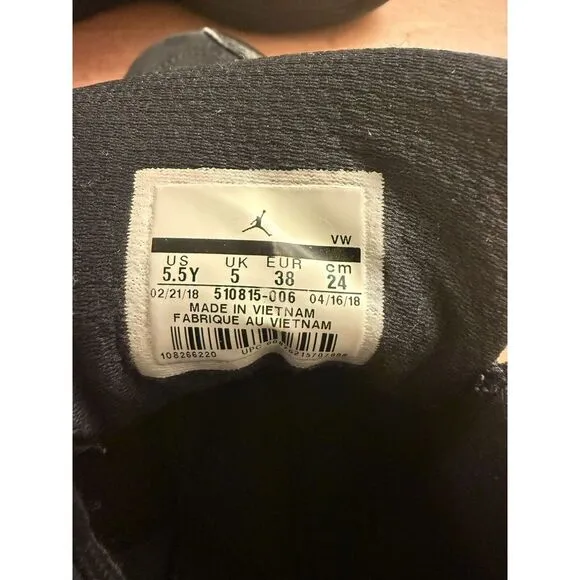 VW
US UK EUR cm
5.5Y 5 38 24
02/21/18 510815-006 04/16/18
MADE IN VIETNAM
FABRIQUE AU VIETNAM
108266220 UPC